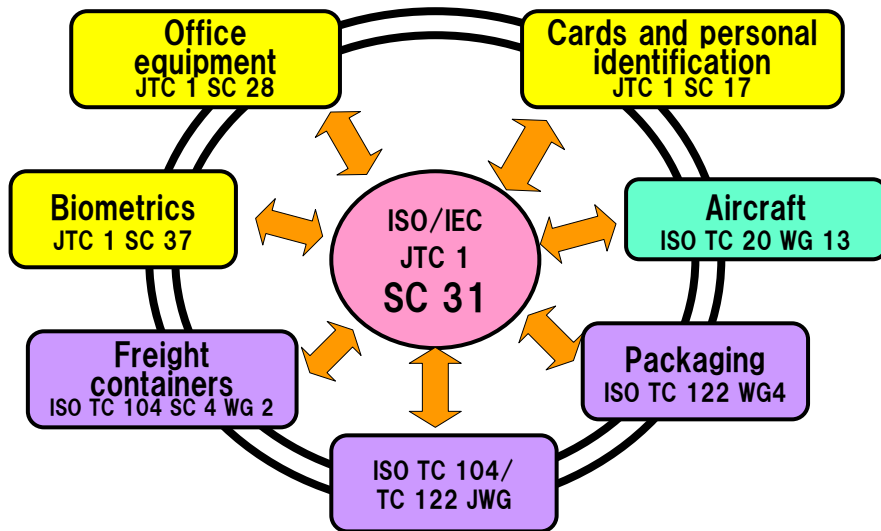 Office
equipment
JTC 1 SC 28
Cards and personal
identification
JTC 1 SC 17
Biometrics
JTC 1 SC 37
ISO/IEC
JTC 1
SC 31
Aircraft
ISO TC 20 WG 13
Freight
containers
ISO TC 104 SC 4 WG 2
Packaging
ISO TC 122 WG4
ISO TC 104/
TC 122 JWG